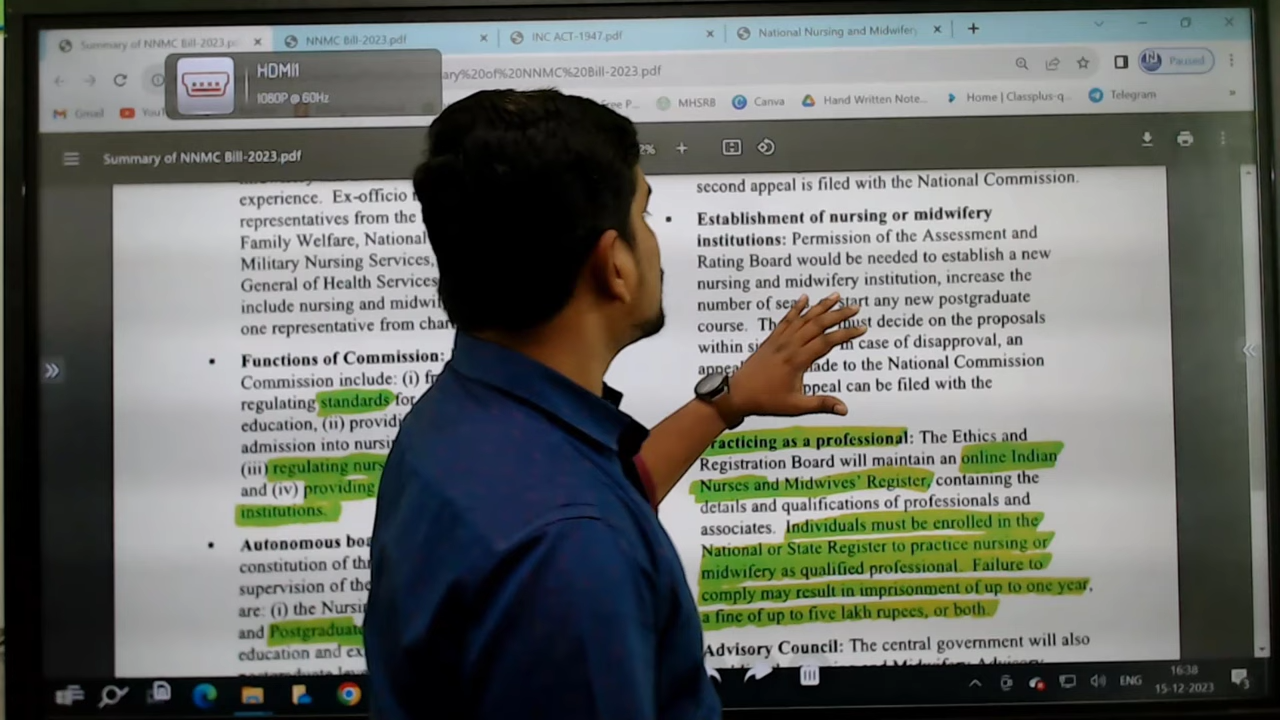 Summary of NNMC Bill-2023.pd
NNMC Bill-2023.pdf
INC ACT-1947.pdf
National Nursing and Midwifery
HDMI1
1080P @ 60Hz
ary%20of%20NNMC%20Bill-2023.pdf
Paused
Gmail
YouT
Free P...
MHSRB
Canva
Hand Written Note...
Home | Classplus-q...
Telegram
Summary of NNMC Bill-2023.pdf
2%
experience. Ex-officio
representatives from the
Family Welfare, National
Military Nursing Services,
General of Health Services
include nursing and midwi
one representative from char
Functions of Commission:
Commission include: (i) f
regulating standards for
education, (ii) providi
admission into nursi
(iii) regulating nur
and (iv) providing
institutions.
Autonomous boa
constitution of th
supervision of the
are: (i) the Nursi
and Postgraduate
education and ex
second appeal is filed with the National Commission.
Establishment of nursing or midwifery
institutions: Permission of the Assessment and
Rating Board would be needed to establish a new
nursing and midwifery institution, increase the
number of sea start any new postgraduate
course. Th must decide on the proposals
within si n case of disapproval, an
appeal made to the National Commission
ppeal can be filed with the
racticing as a professional: The Ethics and
Registration Board will maintain an online Indian
Nurses and Midwives' Register, containing the
details and qualifications of professionals and
associates. Individuals must be enrolled in the
National or State Register to practice nursing or
midwifery as qualified professional. Failure to
comply may result in imprisonment of up to one year,
a fine of up to five lakh rupees, or both.
Advisory Council: The central government will also
ENG
16:38
15-12-2023